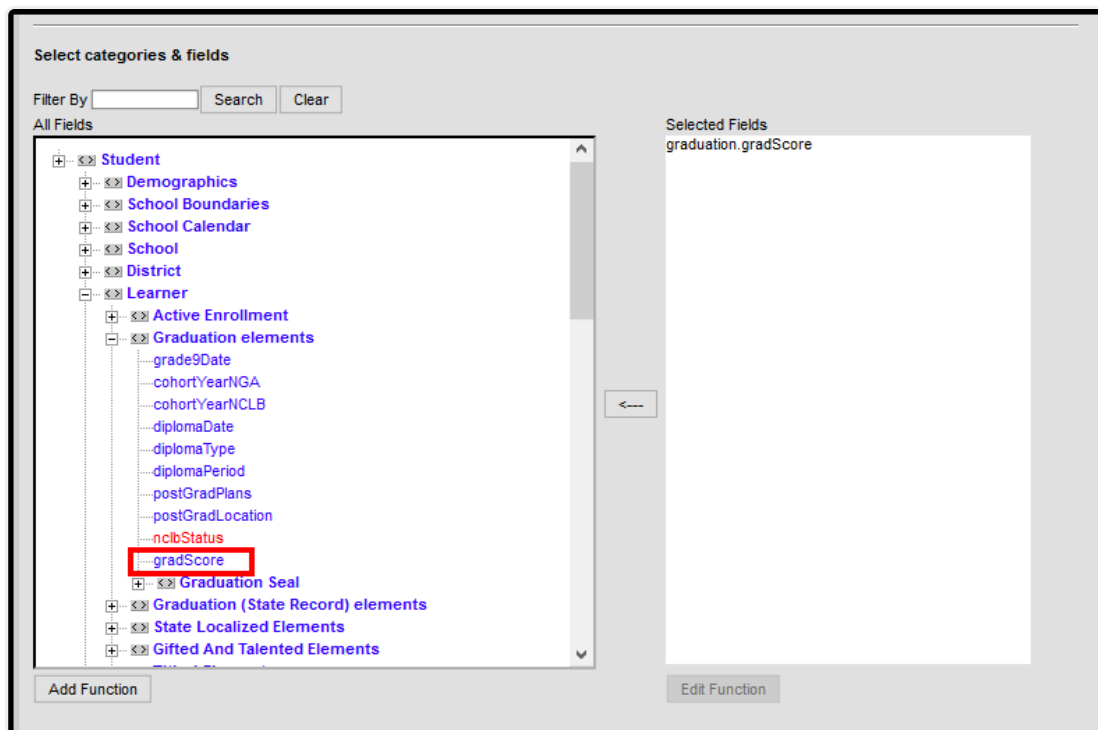 Select categories & fields
Filter By Search Clear
All Fields
Selected Fields
graduation.gradScore
Student
Demographics
School Boundaries
School Calendar
School
District
Learner
Active Enrollment
Graduation elements
grade9Date
cohortYearNGA
cohortYearNCLB
diplomaDate
diplomaType
diplomaPeriod
postGradPlans
postGradLocation
nclbStatus
gradScore
Graduation Seal
Graduation (State Record) elements
State Localized Elements
Gifted And Talented Elements
<---
Add Function
Edit Function